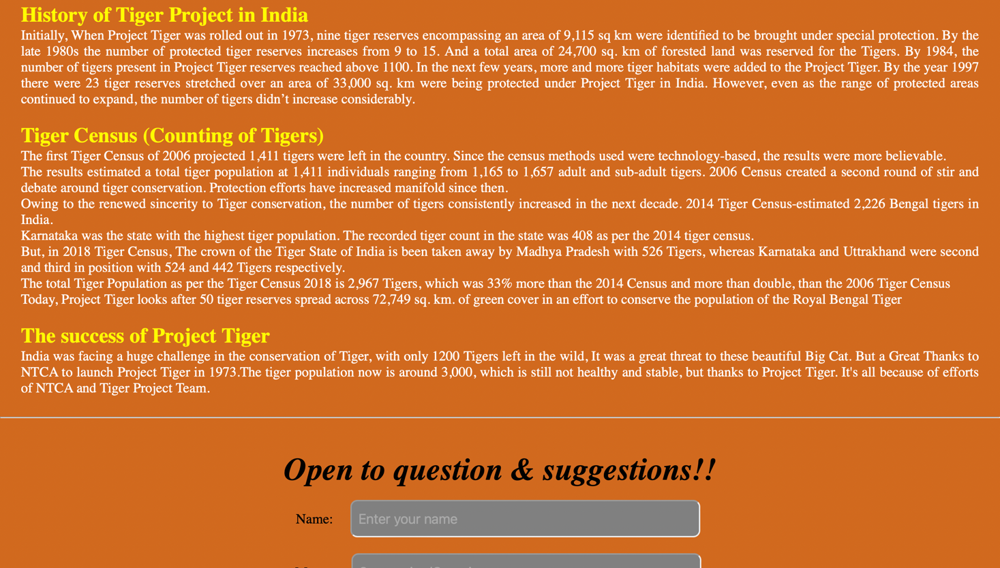 History of Tiger Project in India
Initially, When Project Tiger was rolled out in 1973, nine tiger reserves encompassing an area of 9,115 sq km were identified to be brought under special protection. By the
late 1980s the number of protected tiger reserves increases from 9 to 15. And a total area of 24,700 sq. km of forested land was reserved for the Tigers. By 1984, the
number of tigers present in Project Tiger reserves reached above 1100. In the next few years, more and more tiger habitats were added to the Project Tiger. By the year 1997
there were 23 tiger reserves stretched over an area of 33,000 sq. km were being protected under Project Tiger in India. However, even as the range of protected areas
continued to expand, the number of tigers didn’t increase considerably.
Tiger Census (Counting of Tigers)
The first Tiger Census of 2006 projected 1,411 tigers were left in the country. Since the census methods used were technology-based, the results were more believable.
The results estimated a total tiger population at 1,411 individuals ranging from 1,165 to 1,657 adult and sub-adult tigers. 2006 Census created a second round of stir and
debate around tiger conservation. Protection efforts have increased manifold since then.
Owing to the renewed sincerity to Tiger conservation, the number of tigers consistently increased in the next decade. 2014 Tiger Census-estimated 2,226 Bengal tigers in
India.
Karnataka was the state with the highest tiger population. The recorded tiger count in the state was 408 as per the 2014 tiger census.
But, in 2018 Tiger Census, The crown of the Tiger State of India is been taken away by Madhya Pradesh with 526 Tigers, whereas Karnataka and Uttrakhand were second
and third in position with 524 and 442 Tigers respectively.
The total Tiger Population as per the Tiger Census 2018 is 2,967 Tigers, which was 33% more than the 2014 Census and more than double, than the 2006 Tiger Census
Today, Project Tiger looks after 50 tiger reserves spread across 72,749 sq. km. of green cover in an effort to conserve the population of the Royal Bengal Tiger
The success of Project Tiger
India was facing a huge challenge in the conservation of Tiger, with only 1200 Tigers left in the wild, It was a great threat to these beautiful Big Cat. But a Great Thanks to
NTCA to launch Project Tiger in 1973.The tiger population now is around 3,000, which is still not healthy and stable, but thanks to Project Tiger. It's all because of efforts
of NTCA and Tiger Project Team.
Open to question & suggestions!!
Name: Enter your name